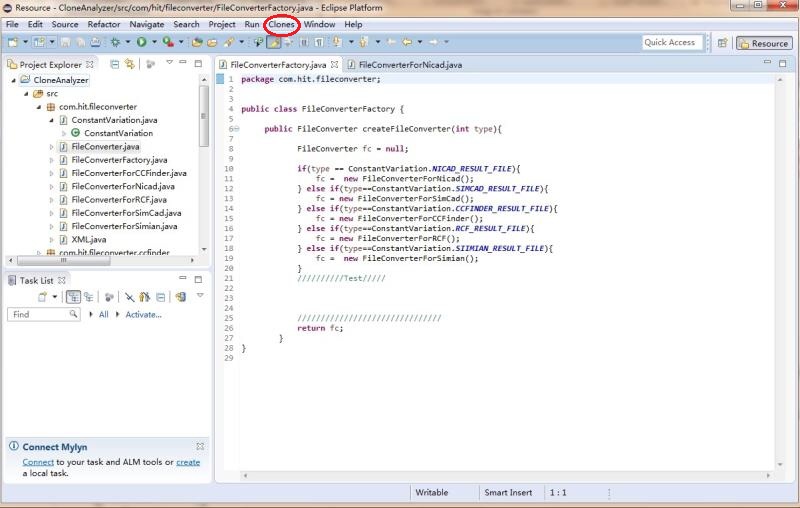 Resource - CloneAnalyzer/src/com/hit/fileconverter/FileConverterFactory.java - Eclipse Platform
File Edit Source Refactor Navigate Search Project Run Clones Window Help
Quick Access
Resource
Project Explorer
CloneAnalyzer
src
com.hit.fileconverter
ConstantVariation.java
ConstantVariation
FileConverter.java
FileConverterFactory.java
FileConverterForCCFinder.java
FileConverterForNicad.java
FileConverterForRCF.java
FileConverterForSimCad.java
FileConverterForSimian.java
XML.java
com.hit.fileconverter.ccfinder
Task List
Find
All
Activate...
Connect Mylyn
Connect to your task and ALM tools or create
a local task.
FileConverterFactory.java FileConverterForNicad.java
1 package com.hit.fileconverter;
2
3
4 public class FileConverterFactory {
5
6 public FileConverter createFileConverter(int type){
7
8 FileConverter fc = null;
9
10 if(type == ConstantVariation.NICAD_RESULT_FILE){
11 fc =  new FileConverterForNicad();
12 } else if(type==ConstantVariation.SIMCAD_RESULT_FILE){
13 fc = new FileConverterForSimCad();
14 } else if(type==ConstantVariation.CCFINDER_RESULT_FILE){
15 fc = new FileConverterForCCFinder();
16 } else if(type==ConstantVariation.RCF_RESULT_FILE){
17 fc = new FileConverterForRCF();
18 } else if(type==ConstantVariation.SIIMIAN_RESULT_FILE){
19 fc =  new FileConverterForSimian();
20 }
21 //////////Test/////
22
23
24
25 ///////////////////////////////
26 return fc;
27 }
28 }
29
Writable Smart Insert 1 : 1